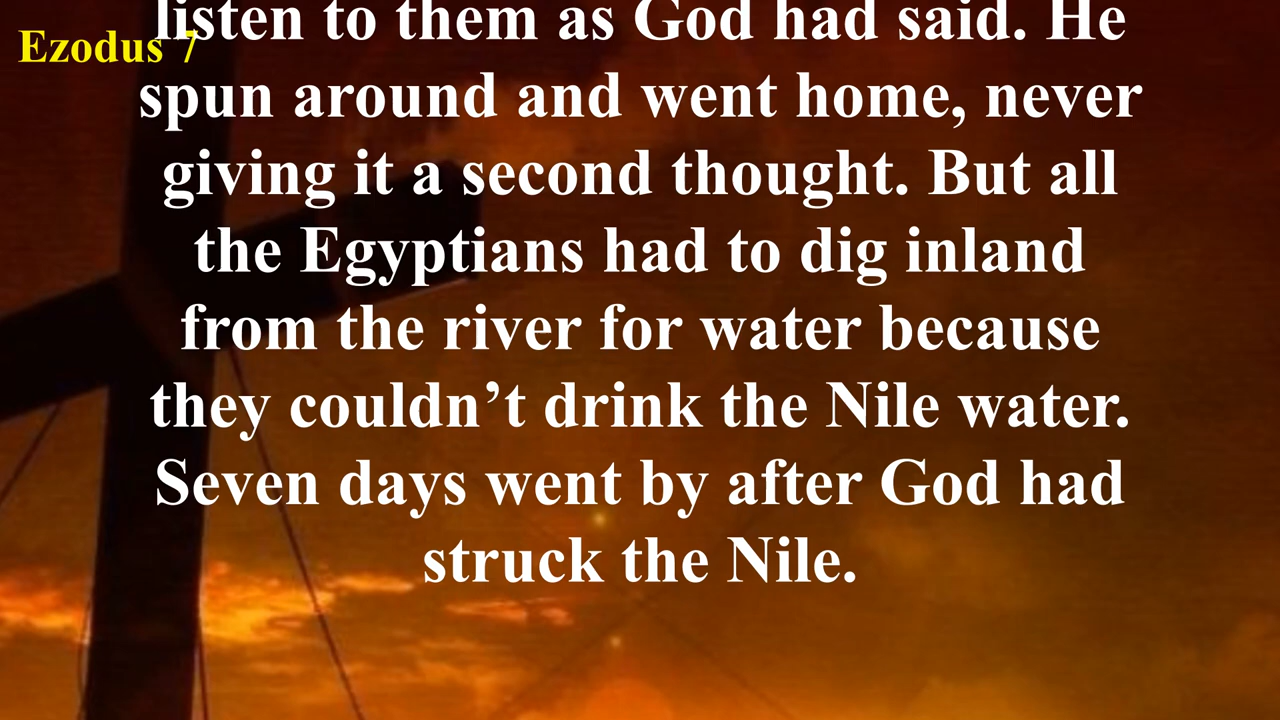 Ezodus 7
listen to them as God had said. He
spun around and went home, never
giving it a second thought. But all
the Egyptians had to dig inland
from the river for water because
they couldn’t drink the Nile water.
Seven days went by after God had
struck the Nile.